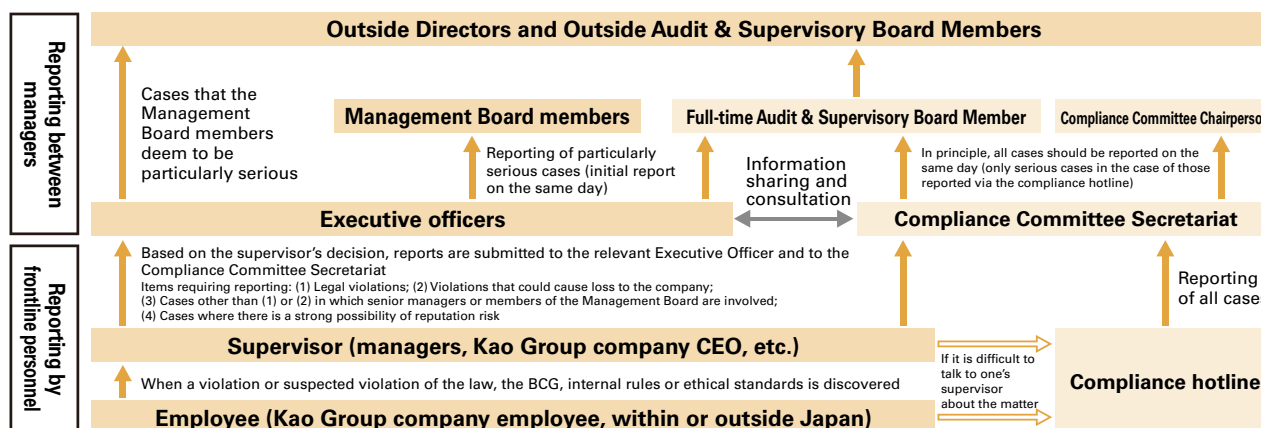 Outside Directors and Outside Audit & Supervisory Board Members
Reporting between
managers
Cases that the
Management
Board members
deem to be
particularly serious
Management Board members
Full-time Audit & Supervisory Board Member
Compliance Committee Chairperso
Reporting of particularly
serious cases (initial report
on the same day)
Information
sharing and
consultation
In principle, all cases should be reported on the
same day (only serious cases in the case of those
reported via the compliance hotline)
Executive officers
Compliance Committee Secretariat
Reporting by
frontline personnel
Based on the supervisor’s decision, reports are submitted to the relevant Executive Officer and to the
Compliance Committee Secretariat
Items requiring reporting: (1) Legal violations; (2) Violations that could cause loss to the company;
(3) Cases other than (1) or (2) in which senior managers or members of the Management Board are involved;
(4) Cases where there is a strong possibility of reputation risk
Reporting
of all cases
Supervisor (managers, Kao Group company CEO, etc.)
When a violation or suspected violation of the law, the BCG, internal rules or ethical standards is discovered
If it is difficult to
talk to one’s
supervisor
about the matter
Compliance hotline
Employee (Kao Group company employee, within or outside Japan)